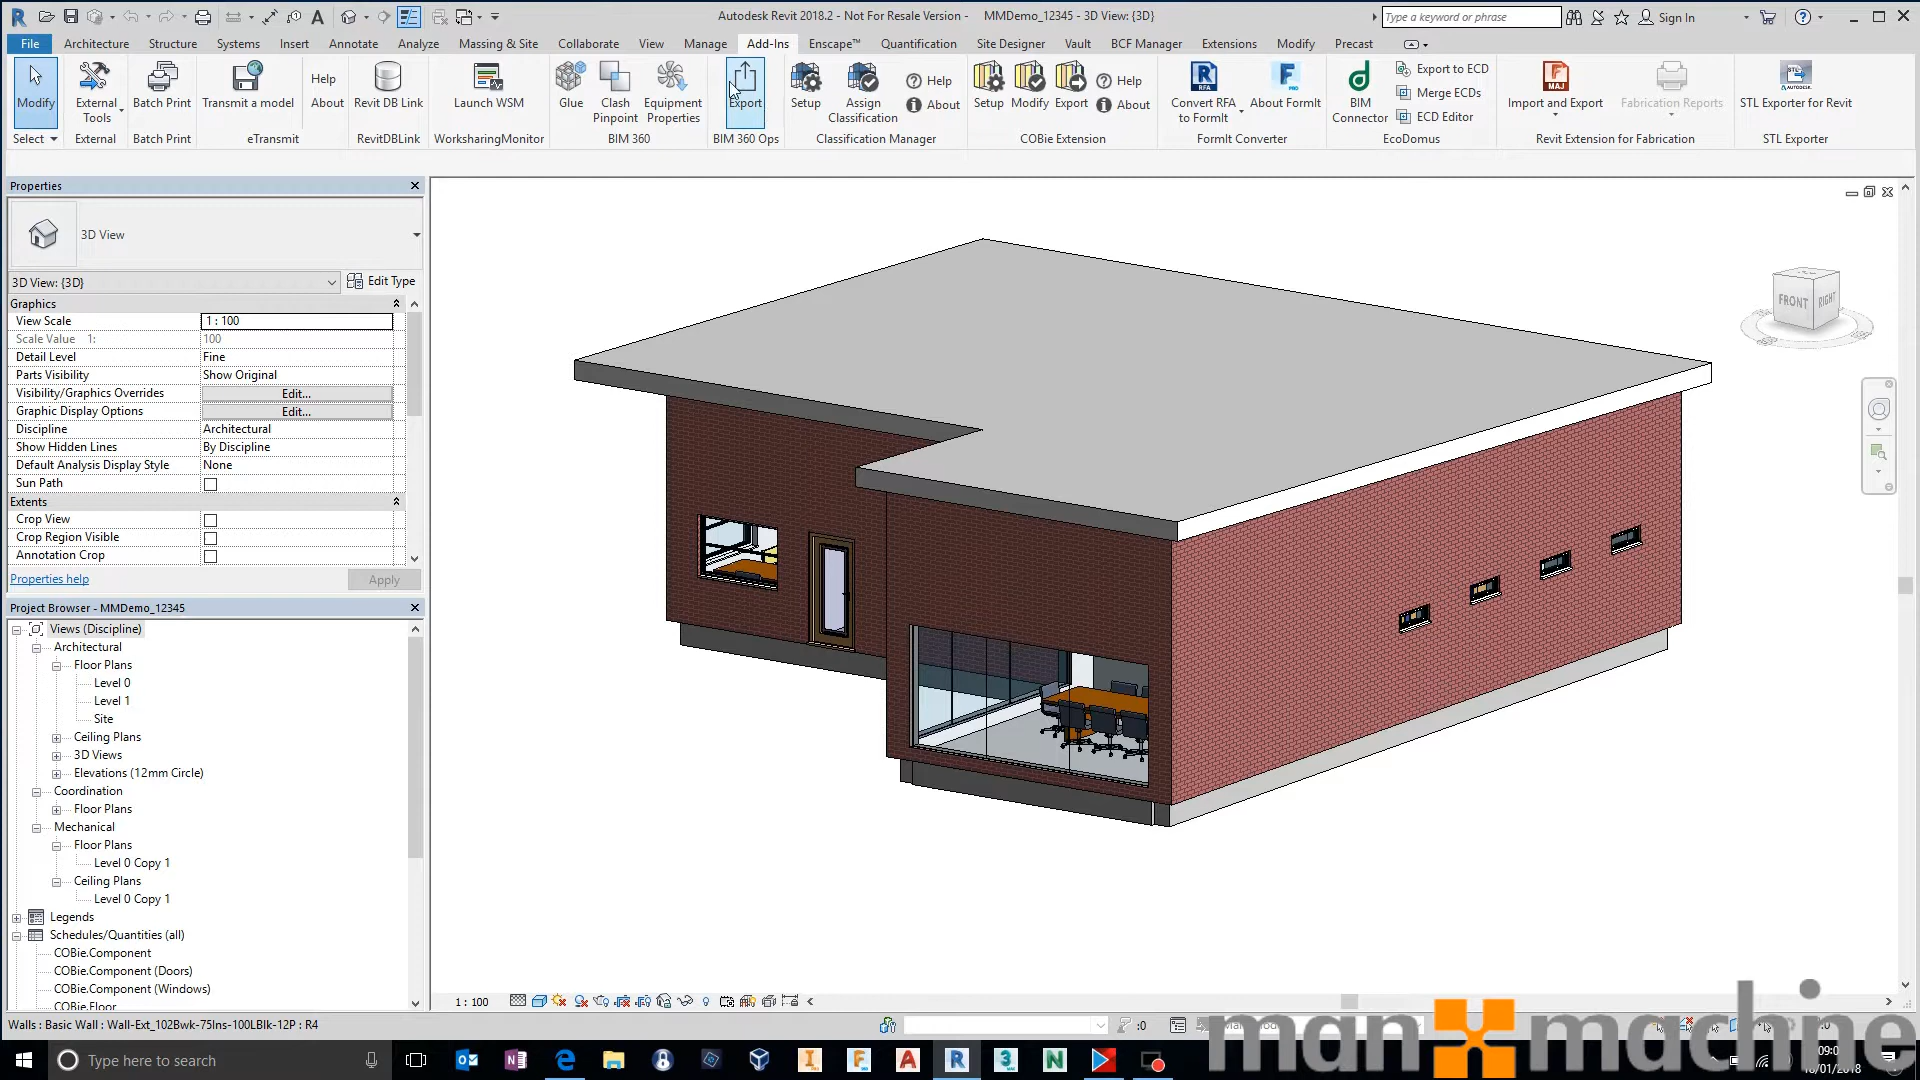 Autodesk Revit 2018.2 - Not For Resale Version - MMDemo_12345 - 3D View: {3D}
Type a keyword or phrase
Sign In
File Architecture Structure Systems Insert Annotate Analyze Massing & Site Collaborate View Manage Add-Ins Enscape™ Quantification Site Designer Vault BCF Manager Extensions Modify Precast
Modify
External Tools
Batch Print
Transmit a model
Help
About
Revit DB Link
Launch WSM
Glue
Clash Pinpoint
Equipment Properties
Export
Setup
Assign Classification
Help
About
Setup
Modify
Export
Help
About
Convert RFA to FormIt
About FormIt
BIM Connector
Export to ECD
Merge ECDs
ECD Editor
Import and Export
Fabrication Reports
STL Exporter for Revit
Select External Batch Print eTransmit RevitDBLink WorksharingMonitor BIM 360 BIM 360 Ops Classification Manager COBie Extension FormIt Converter EcoDomus Revit Extension for Fabrication STL Exporter
Properties
3D View
3D View: {3D} Edit Type
Graphics
View Scale 1 : 100
Scale Value 1: 100
Detail Level Fine
Parts Visibility Show Original
Visibility/Graphics Overrides Edit...
Graphic Display Options Edit...
Discipline Architectural
Show Hidden Lines By Discipline
Default Analysis Display Style None
Sun Path
Extents
Crop View
Crop Region Visible
Annotation Crop
Properties help Apply
Project Browser - MMDemo_12345
Views (Discipline)
Architectural
Floor Plans
Level 0
Level 1
Site
Ceiling Plans
3D Views
Elevations (12mm Circle)
Coordination
Floor Plans
Mechanical
Floor Plans
Level 0 Copy 1
Ceiling Plans
Level 0 Copy 1
Legends
Schedules/Quantities (all)
COBie.Component
COBie.Component (Doors)
COBie.Component (Windows)
COBie.Floor
FRONT RIGHT
1 : 100
Walls : Basic Wall : Wall-Ext_102Bwk-75Ins-100LBlk-12P : R4
:0
man machine
Type here to search